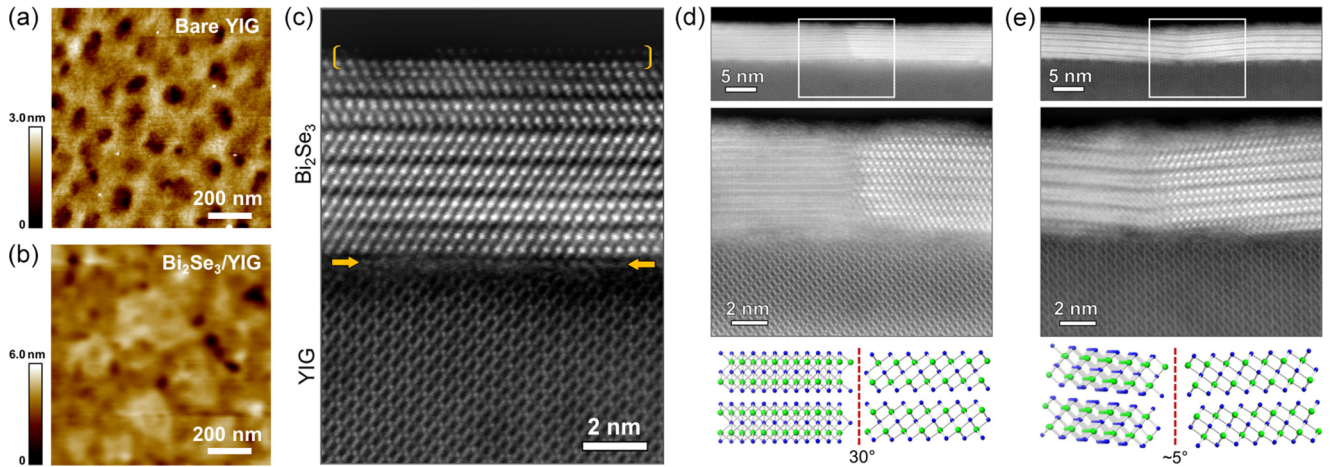 (a)
Bare YIG
3.0 nm
0
200 nm
(b)
Bi₂Se₃/YIG
6.0 nm
0
200 nm
(c)
Bi₂Se₃
YIG
2 nm
(d)
5 nm
2 nm
30°
(e)
5 nm
2 nm
~5°